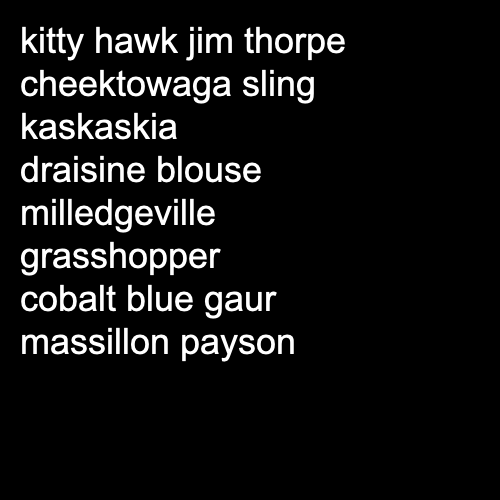 kitty hawk jim thorpe
cheektowaga sling
kaskaskia
draisine blouse
milledgeville
grasshopper
cobalt blue gaur
massillon payson